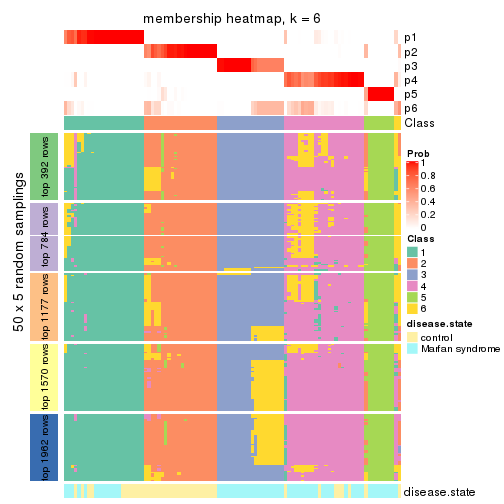 membership heatmap, k = 6
p1
p2
p3
p4
p5
p6
Class
50 x 5 random samplings
top 392 rows
top 784 rows
top 1177 rows
top 1570 rows
top 1962 rows
Prob
1
0.8
0.6
0.4
0.2
0
Class
1
2
3
4
5
6
disease.state
control
Marfan syndrome
disease.state